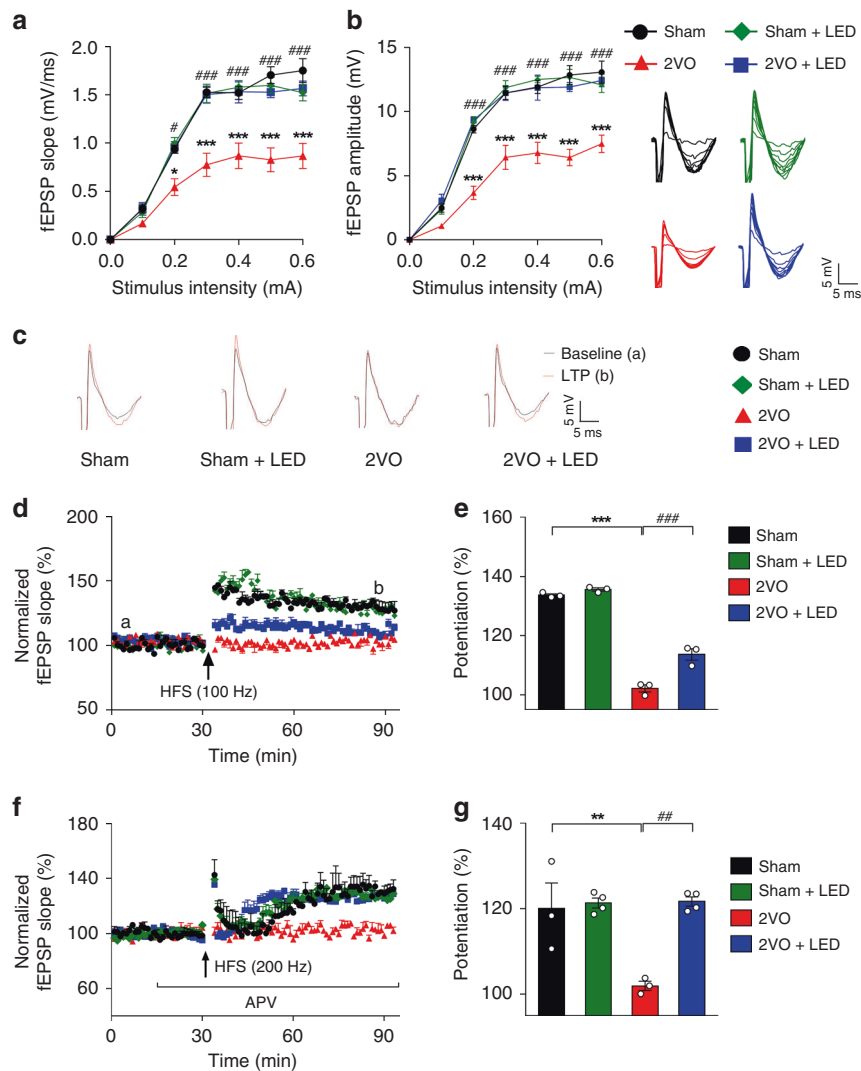 a
fEPSP slope (mV/ms)
2.0
1.5
1.0
0.5
0.0
0.0 0.2 0.4 0.6
Stimulus intensity (mA)
# ### ### ### ###
* *** *** *** ***
b
fEPSP amplitude (mV)
15
10
5
0
0.0 0.2 0.4 0.6
Stimulus intensity (mA)
### ### ### ### ###
*** *** *** *** ***
Sham
Sham + LED
2VO
2VO + LED
5 mV
5 ms
c
Baseline (a)
LTP (b)
5 mV
5 ms
Sham
Sham + LED
2VO
2VO + LED
Sham
Sham + LED
2VO
2VO + LED
d
Normalized
fEPSP slope (%)
200
150
100
50
a
b
HFS (100 Hz)
0 30 60 90
Time (min)
e
Potentiation (%)
160
140
120
100
*** ###
Sham
Sham + LED
2VO
2VO + LED
f
Normalized
fEPSP slope (%)
180
140
100
60
HFS (200 Hz)
APV
0 30 60 90
Time (min)
g
Potentiation (%)
140
120
100
** ##
Sham
Sham + LED
2VO
2VO + LED